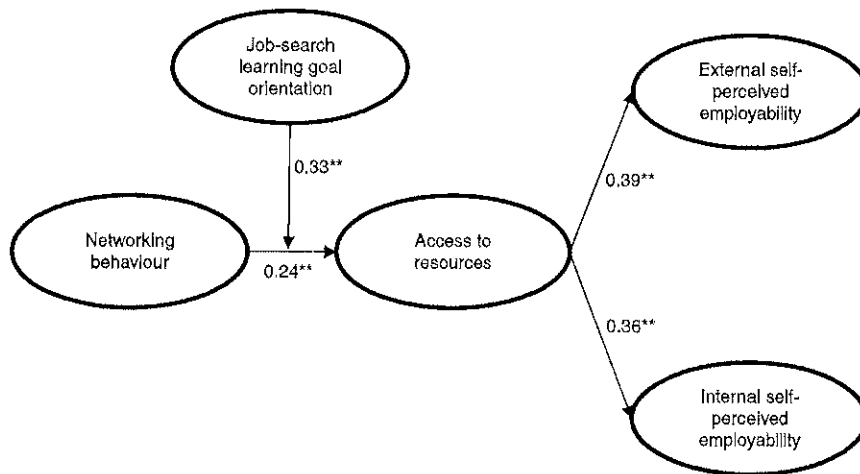 Job-search
learning goal
orientation
External self-
perceived
employability
0.33**
0.39**
Networking
behaviour
0.24**
Access to
resources
0.36**
Internal self-
perceived
employability